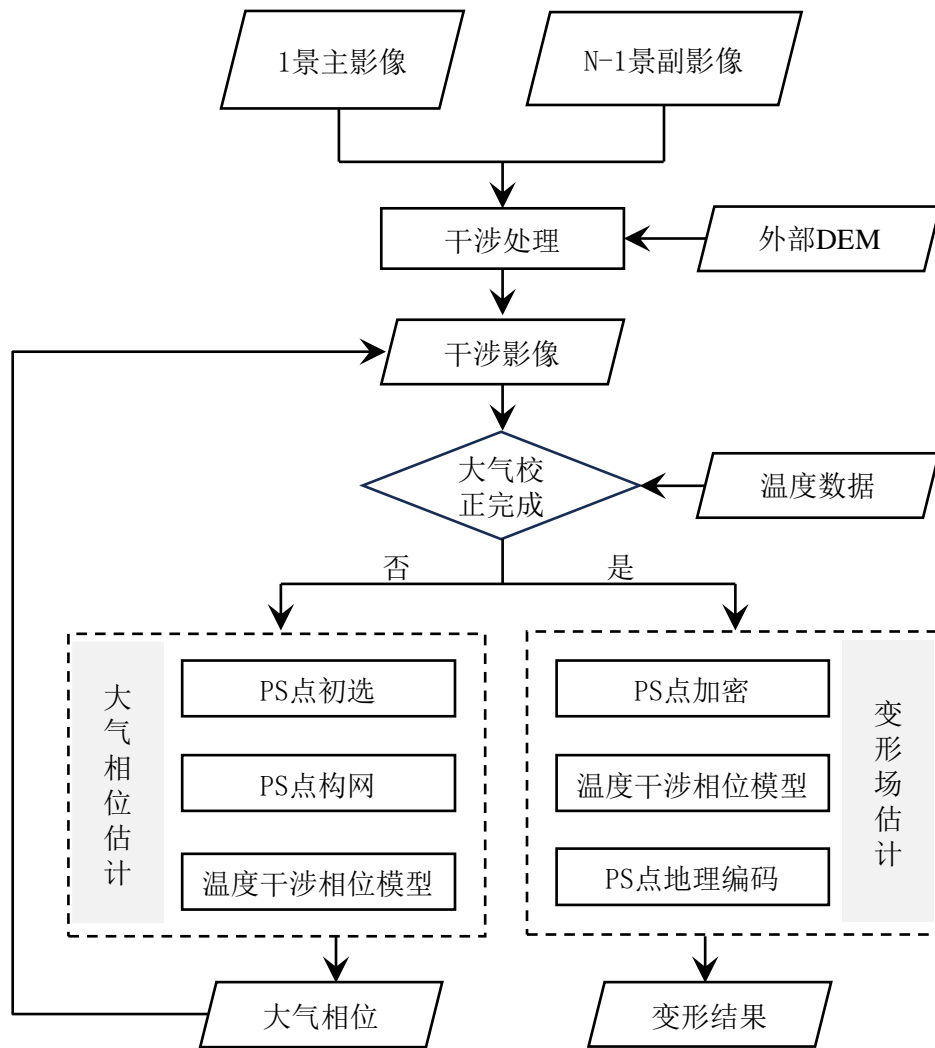 1景主影像
N-1景副影像
干涉处理
外部DEM
干涉影像
大气校
正完成
温度数据
否
是
大气相位估计
PS点初选
PS点构网
温度干涉相位模型
PS点加密
温度干涉相位模型
PS点地理编码
变形场估计
大气相位
变形结果